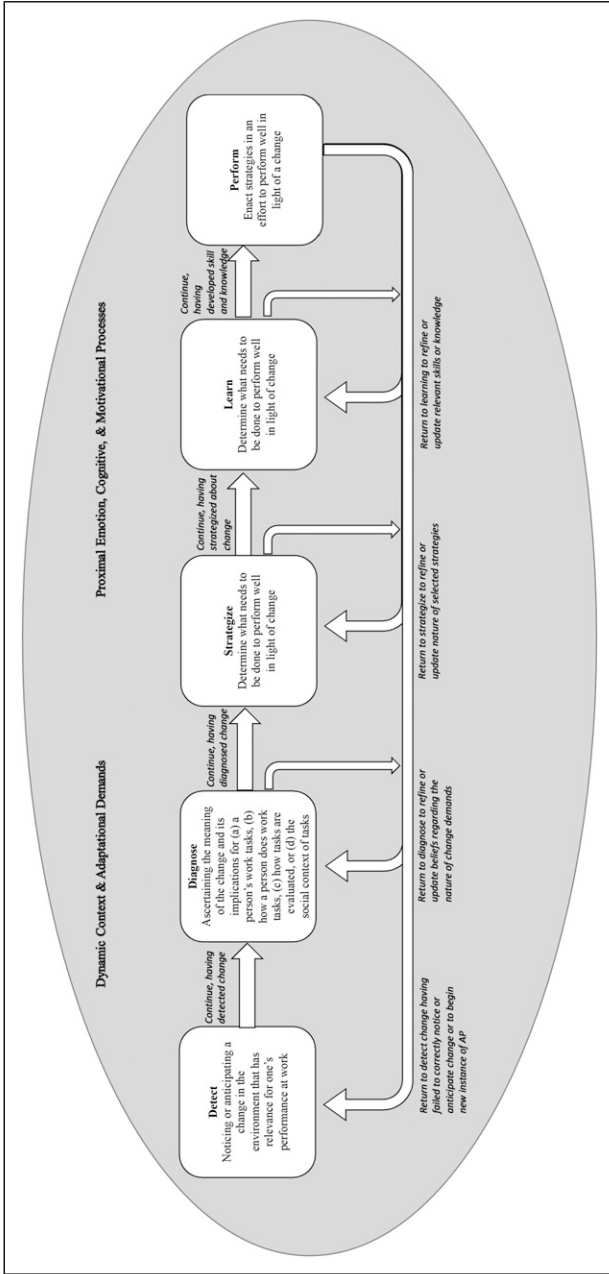 Dynamic Context & Adaptational Demands
Proximal Emotion, Cognitive, & Motivational Processes
Detect
Noticing or anticipating a
change in the
environment that has
relevance for one's
performance at work
Continue, having
detected change
Diagnose
Ascertaining the meaning
of the change and its
implications for (a) a
person's work tasks, (b)
how a person does work
tasks, (c) how tasks are
evaluated, or (d) the
social context of tasks
Continue, having
diagnosed change
Strategize
Determine what needs to
be done to perform well
in light of change
Continue, having
strategized about
change
Learn
Determine what needs to
be done to perform well
in light of change
Continue,
having
developed skill
and knowledge
Perform
Enact strategies in an
effort to perform well in
light of a change
Return to detect change having
failed to correctly notice or
anticipate change or to begin
new instance of AP
Return to diagnose to refine or
update beliefs regarding the
nature of change demands
Return to strategize to refine or
update nature of selected strategies
Return to learning to refine or
update relevant skills or knowledge